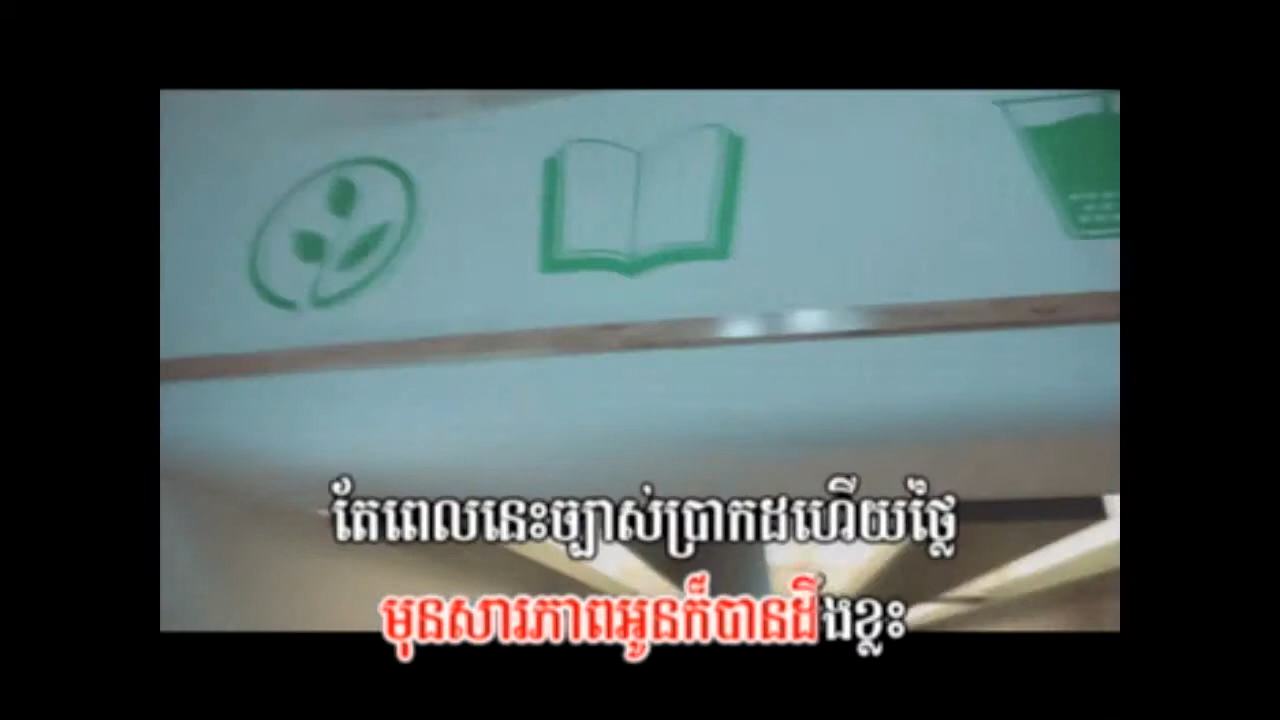 តែពេលនេះច្បាស់ប្រាកដហើយថ្លៃ
មុនសារភាពអូនក៏បានដឹងខ្លះ